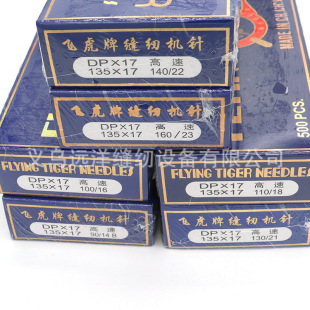 飞虎牌缝纫机针
DP×17 高速
135×17 140/22
MADE IN CH
500 PCS.
飞虎牌缝纫机针
DP×17 高速
135×17 160/23
义乌远洋缝纫设备有限公司
FLYING TIGER NEEDLES
DP×17 高速
135×17 100/16
FLYING TIGER NEEDLES
DP×17 高速
135×17 110/18
飞虎牌缝纫机针
DP×17 高速
135×17 90/14 B
飞虎牌缝纫机针
DP×17 高速
135×17 130/21